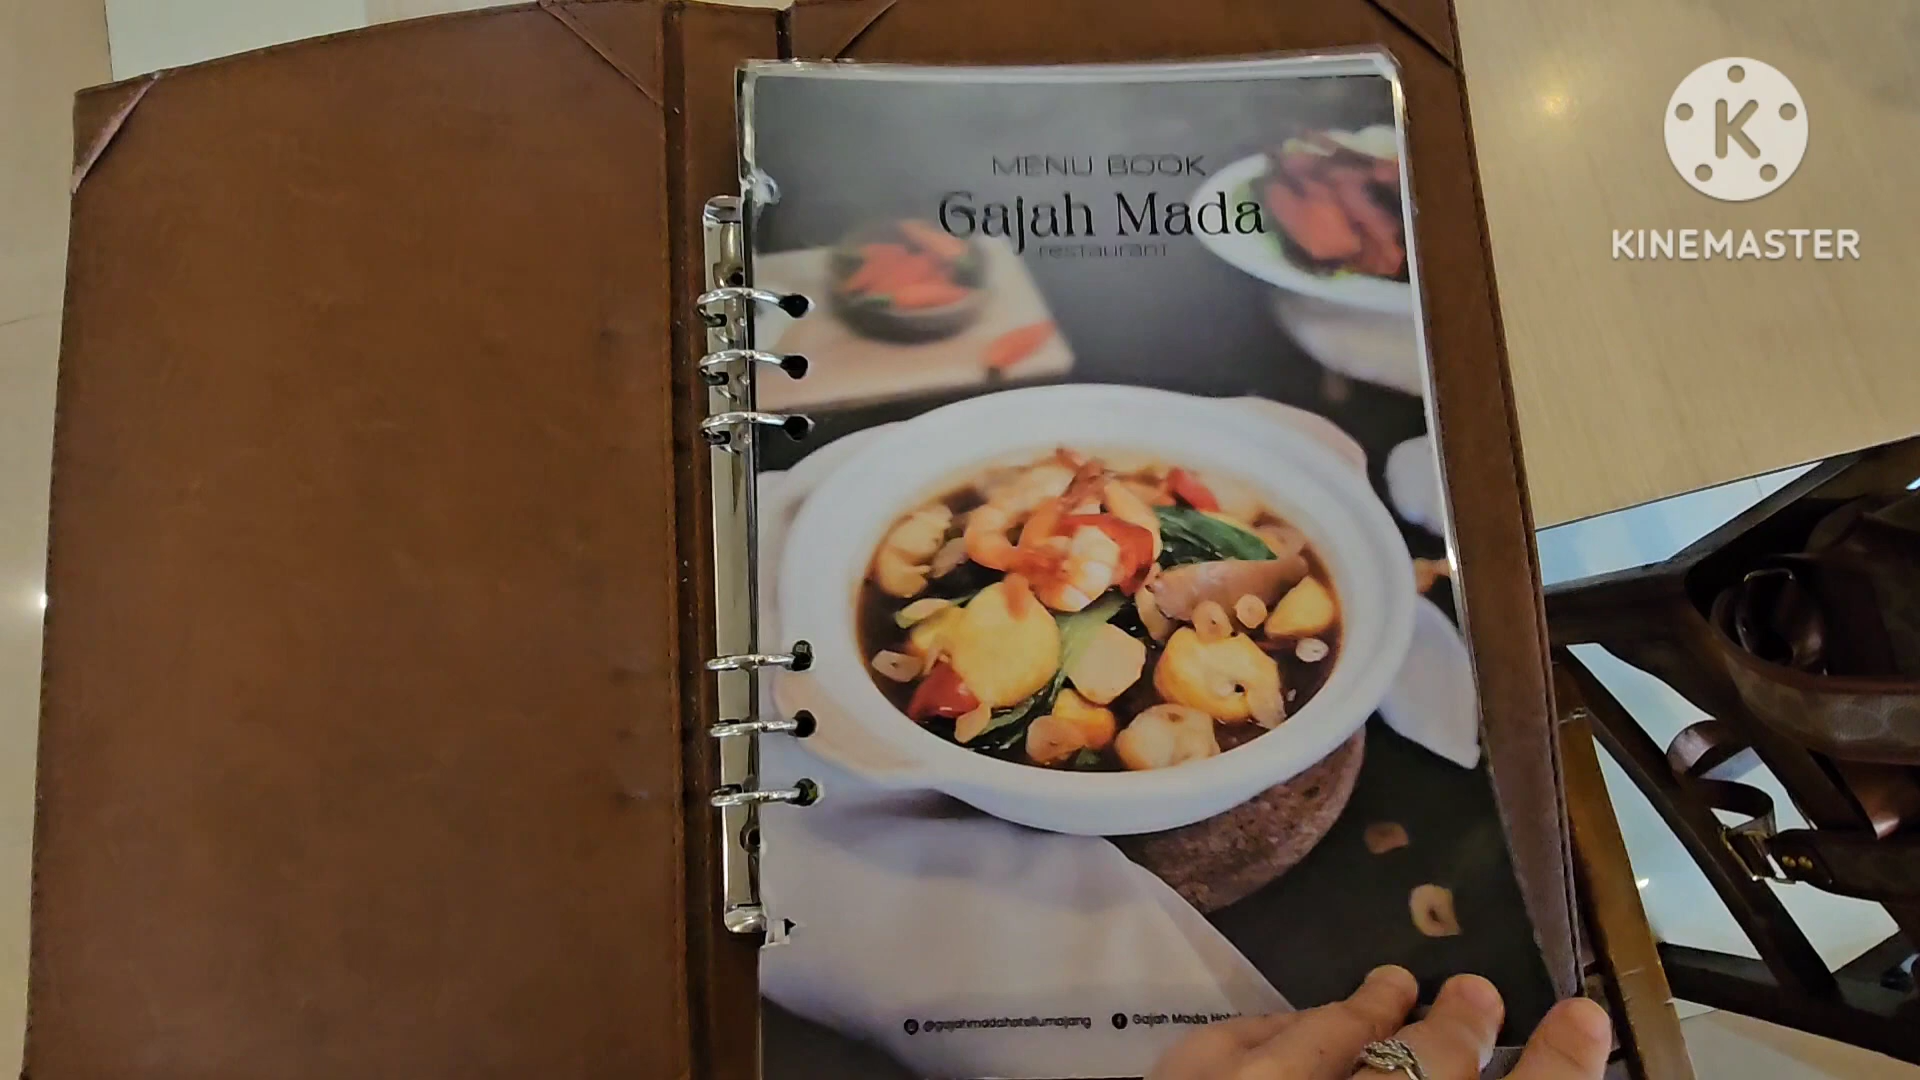 MENU BOOK
Gajah Mada
restaurant
@gajahmadahotellumajang
Gajah Mada Hotel
K
KINEMASTER